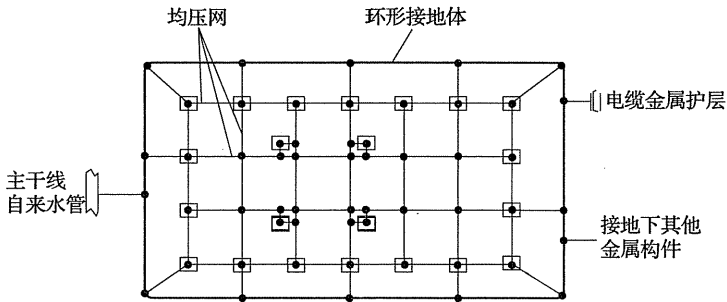 均压网
环形接地体
电缆金属护层
主干线
自来水管
接地下其他
金属构件